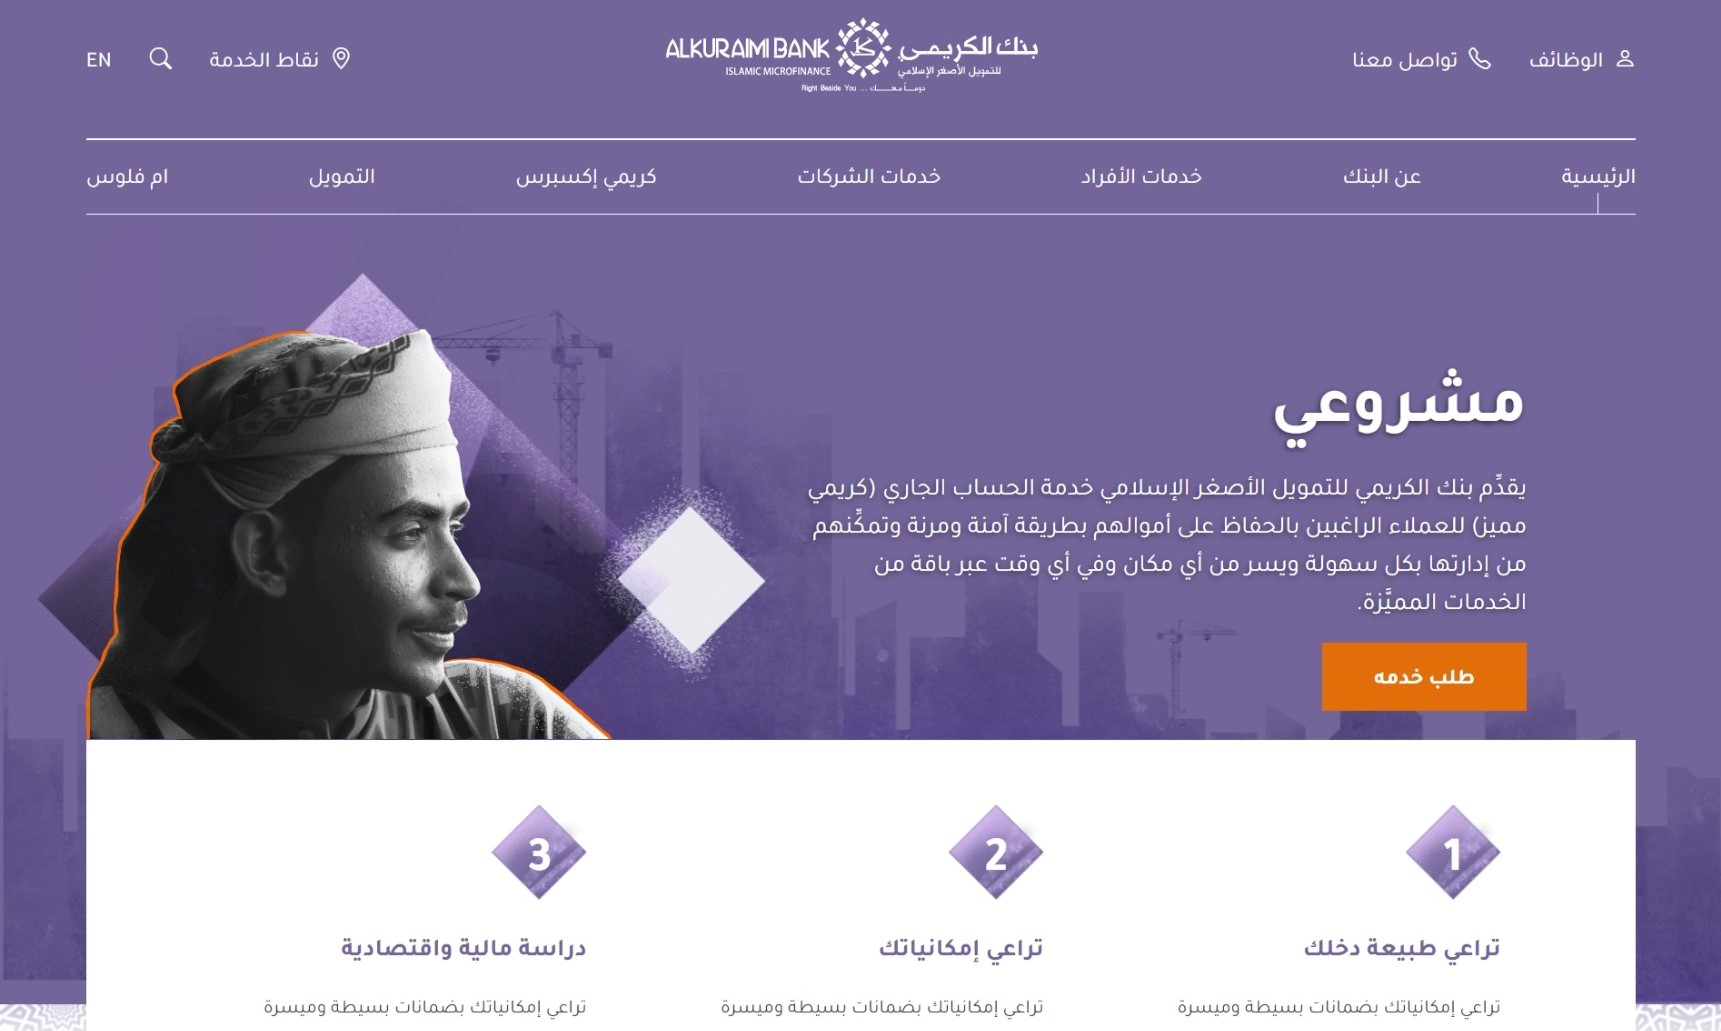 الوظائف
تواصل معنا
بنك الكريمي ALKURAIMI BANK
للتمويل الأصغر الإسلامي ISLAMIC MICROFINANCE
دومــاً معــــك ... Right Beside You
نقاط الخدمة
EN
الرئيسية عن البنك خدمات الأفراد خدمات الشركات كريمي إكسبرس التمويل ام فلوس
مشروعي
يقدِّم بنك الكريمي للتمويل الأصغر الإسلامي خدمة الحساب الجاري (كريمي
مميز) للعملاء الراغبين بالحفاظ على أموالهم بطريقة آمنة ومرنة وتمكِّنهم
من إدارتها بكل سهولة ويسر من أي مكان وفي أي وقت عبر باقة من
الخدمات المميَّزة.
طلب خدمه
1
تراعي طبيعة دخلك
تراعي إمكانياتك بضمانات بسيطة وميسرة
2
تراعي إمكانياتك
تراعي إمكانياتك بضمانات بسيطة وميسرة
3
دراسة مالية واقتصادية
تراعي إمكانياتك بضمانات بسيطة وميسرة